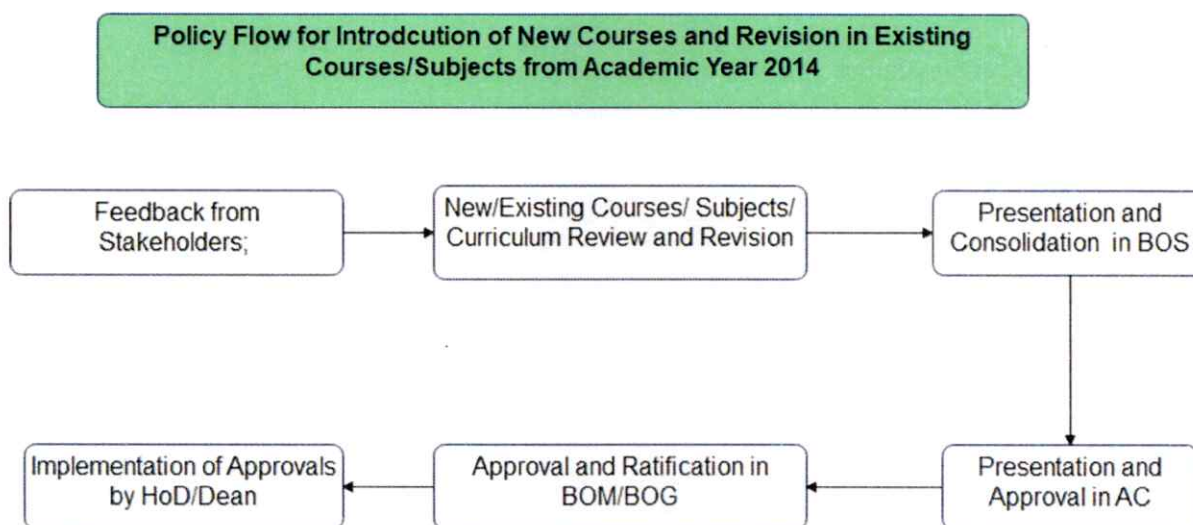 Policy Flow for Introdcution of New Courses and Revision in Existing
Courses/Subjects from Academic Year 2014
Feedback from
Stakeholders;
New/Existing Courses/ Subjects/
Curriculum Review and Revision
Presentation and
Consolidation in BOS
Presentation and
Approval in AC
Approval and Ratification in
BOM/BOG
Implementation of Approvals
by HoD/Dean